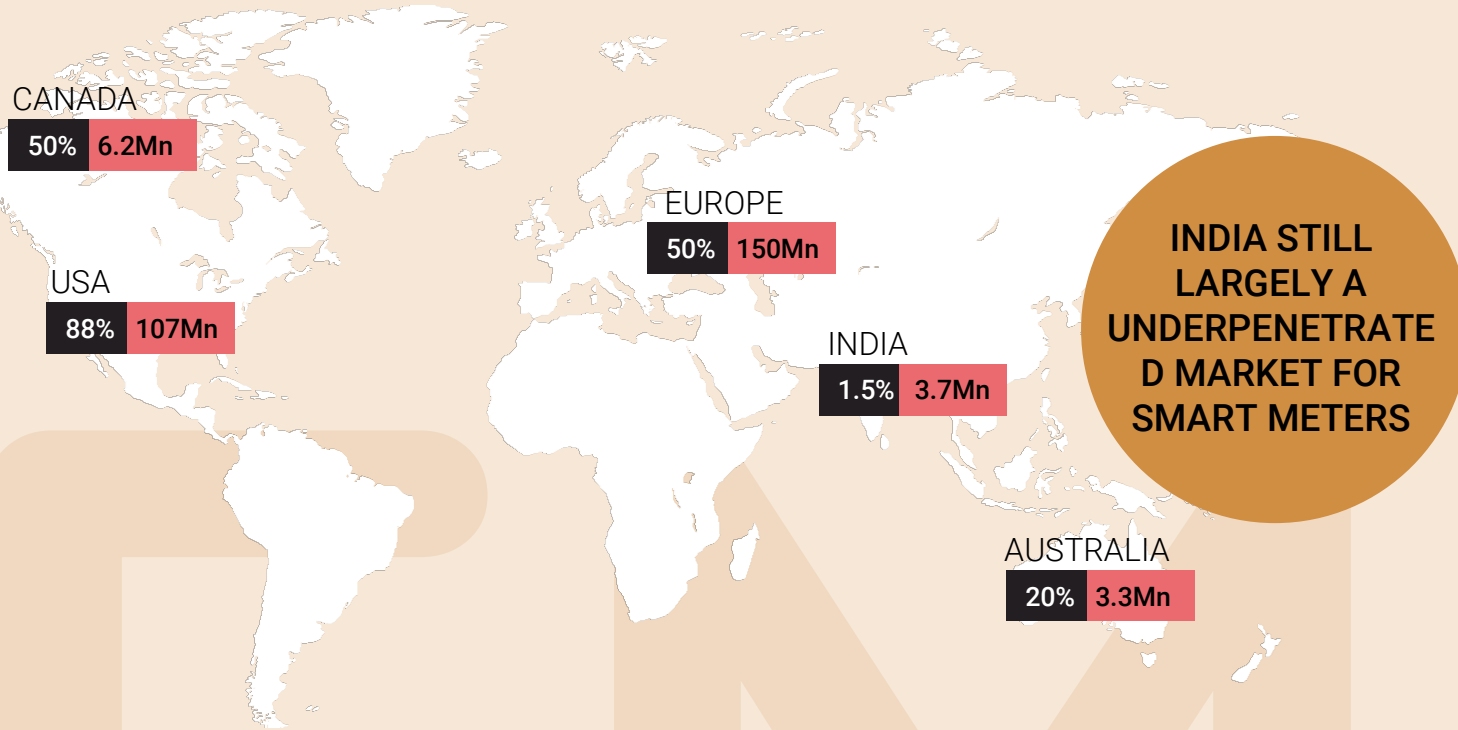 CANADA
50% 6.2Mn
EUROPE
50% 150Mn
USA
88% 107Mn
INDIA
1.5% 3.7Mn
AUSTRALIA
20% 3.3Mn
INDIA STILL
LARGELY A
UNDERPENETRATE
D MARKET FOR
SMART METERS